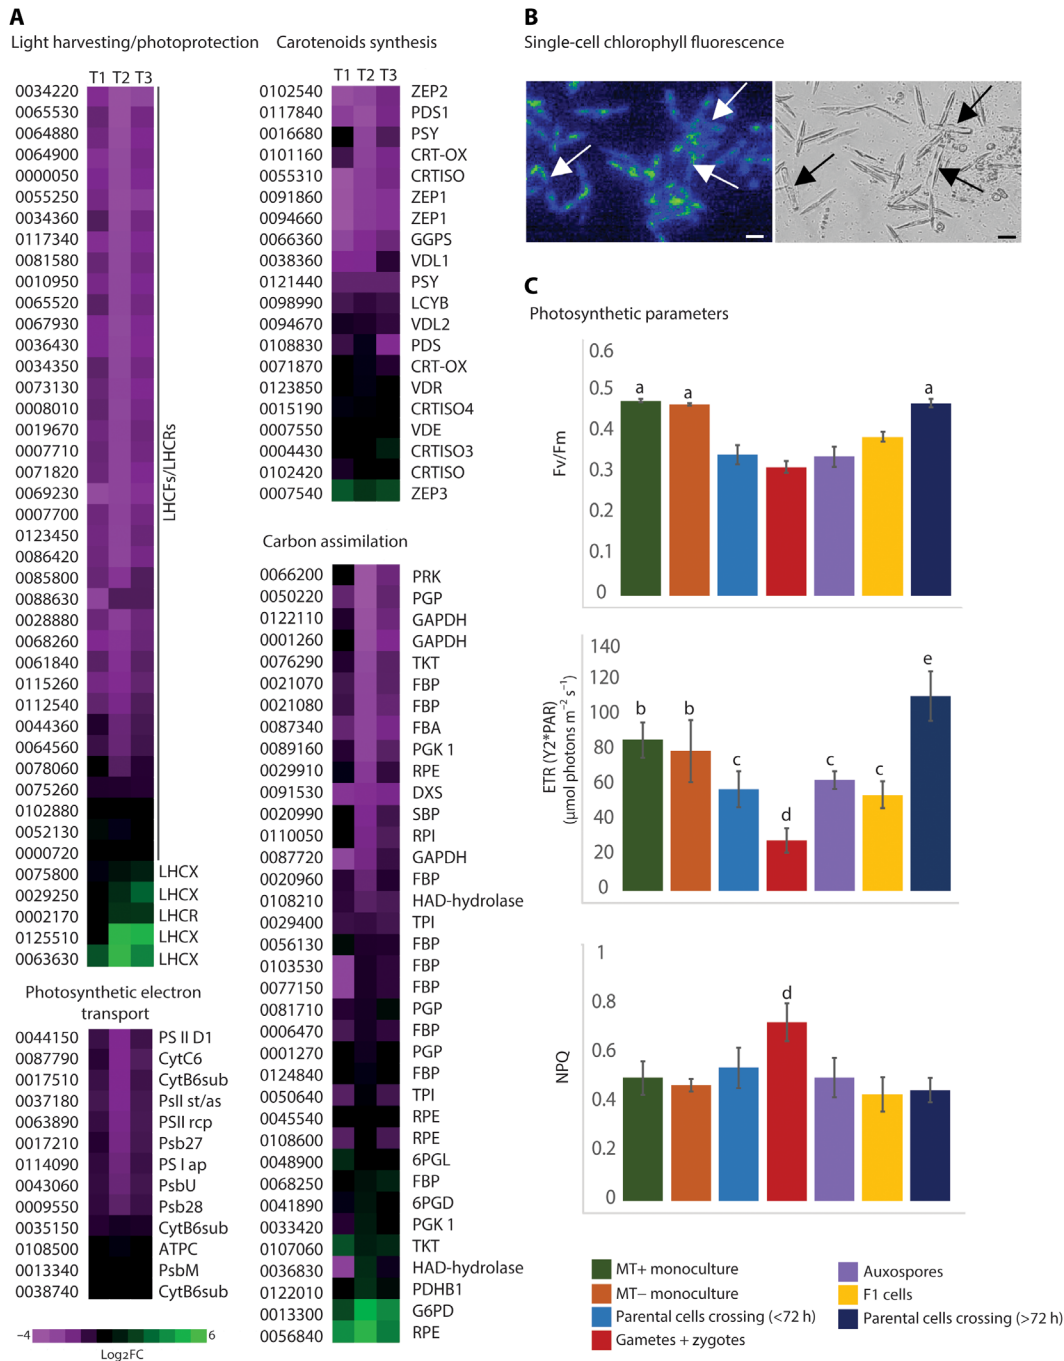 A
Light harvesting/photoprotection
T1 T2 T3
0034220
0065530
0064880
0064900
0000050
0055250
0034360
0117340
0081580
0010950
0065520
0067930
0036430
0034350
0073130
0008010
0019670
0007710
0071820
0069230
0007700
0123450
0086420
0085800
0088630
0028880
0068260
0061840
0115260
0112540
0044360
0064560
0078060
0075260
0102880
0052130
0000720
LHCFs/LHCRs
0075800 LHCX
0029250 LHCX
0002170 LHCR
0125510 LHCX
0063630 LHCX
Photosynthetic electron
transport
0044150 PS II D1
0087790 CytC6
0017510 CytB6sub
0037180 PsII st/as
0063890 PSII rcp
0017210 Psb27
0114090 PS I ap
0043060 PsbU
0009550 Psb28
0035150 CytB6sub
0108500 ATPC
0013340 PsbM
0038740 CytB6sub
−4 6
Log2FC
Carotenoids synthesis
T1 T2 T3
0102540 ZEP2
0117840 PDS1
0016680 PSY
0101160 CRT-OX
0055310 CRTISO
0091860 ZEP1
0094660 ZEP1
0066360 GGPS
0038360 VDL1
0121440 PSY
0098990 LCYB
0094670 VDL2
0108830 PDS
0071870 CRT-OX
0123850 VDR
0015190 CRTISO4
0007550 VDE
0004430 CRTISO3
0102420 CRTISO
0007540 ZEP3
Carbon assimilation
0066200 PRK
0050220 PGP
0122110 GAPDH
0001260 GAPDH
0076290 TKT
0021070 FBP
0021080 FBP
0087340 FBA
0089160 PGK 1
0029910 RPE
0091530 DXS
0020990 SBP
0110050 RPI
0087720 GAPDH
0020960 FBP
0108210 HAD-hydrolase
0029400 TPI
0056130 FBP
0103530 FBP
0077150 FBP
0081710 PGP
0006470 FBP
0001270 PGP
0124840 FBP
0050640 TPI
0045540 RPE
0108600 RPE
0048900 6PGL
0068250 FBP
0041890 6PGD
0033420 PGK 1
0107060 TKT
0036830 HAD-hydrolase
0122010 PDHB1
0013300 G6PD
0056840 RPE
B
Single-cell chlorophyll fluorescence
C
Photosynthetic parameters
Fv/Fm
0.6
0.5
0.4
0.3
0.2
0.1
0
a a a
ETR (Y2*PAR)
(μmol photons m−2 s−1)
140
120
100
80
60
40
20
0
b b c d c c e
NPQ
1
0.8
0.6
0.4
0.2
0
d
MT+ monoculture
MT− monoculture
Parental cells crossing (<72 h)
Gametes + zygotes
Auxospores
F1 cells
Parental cells crossing (>72 h)